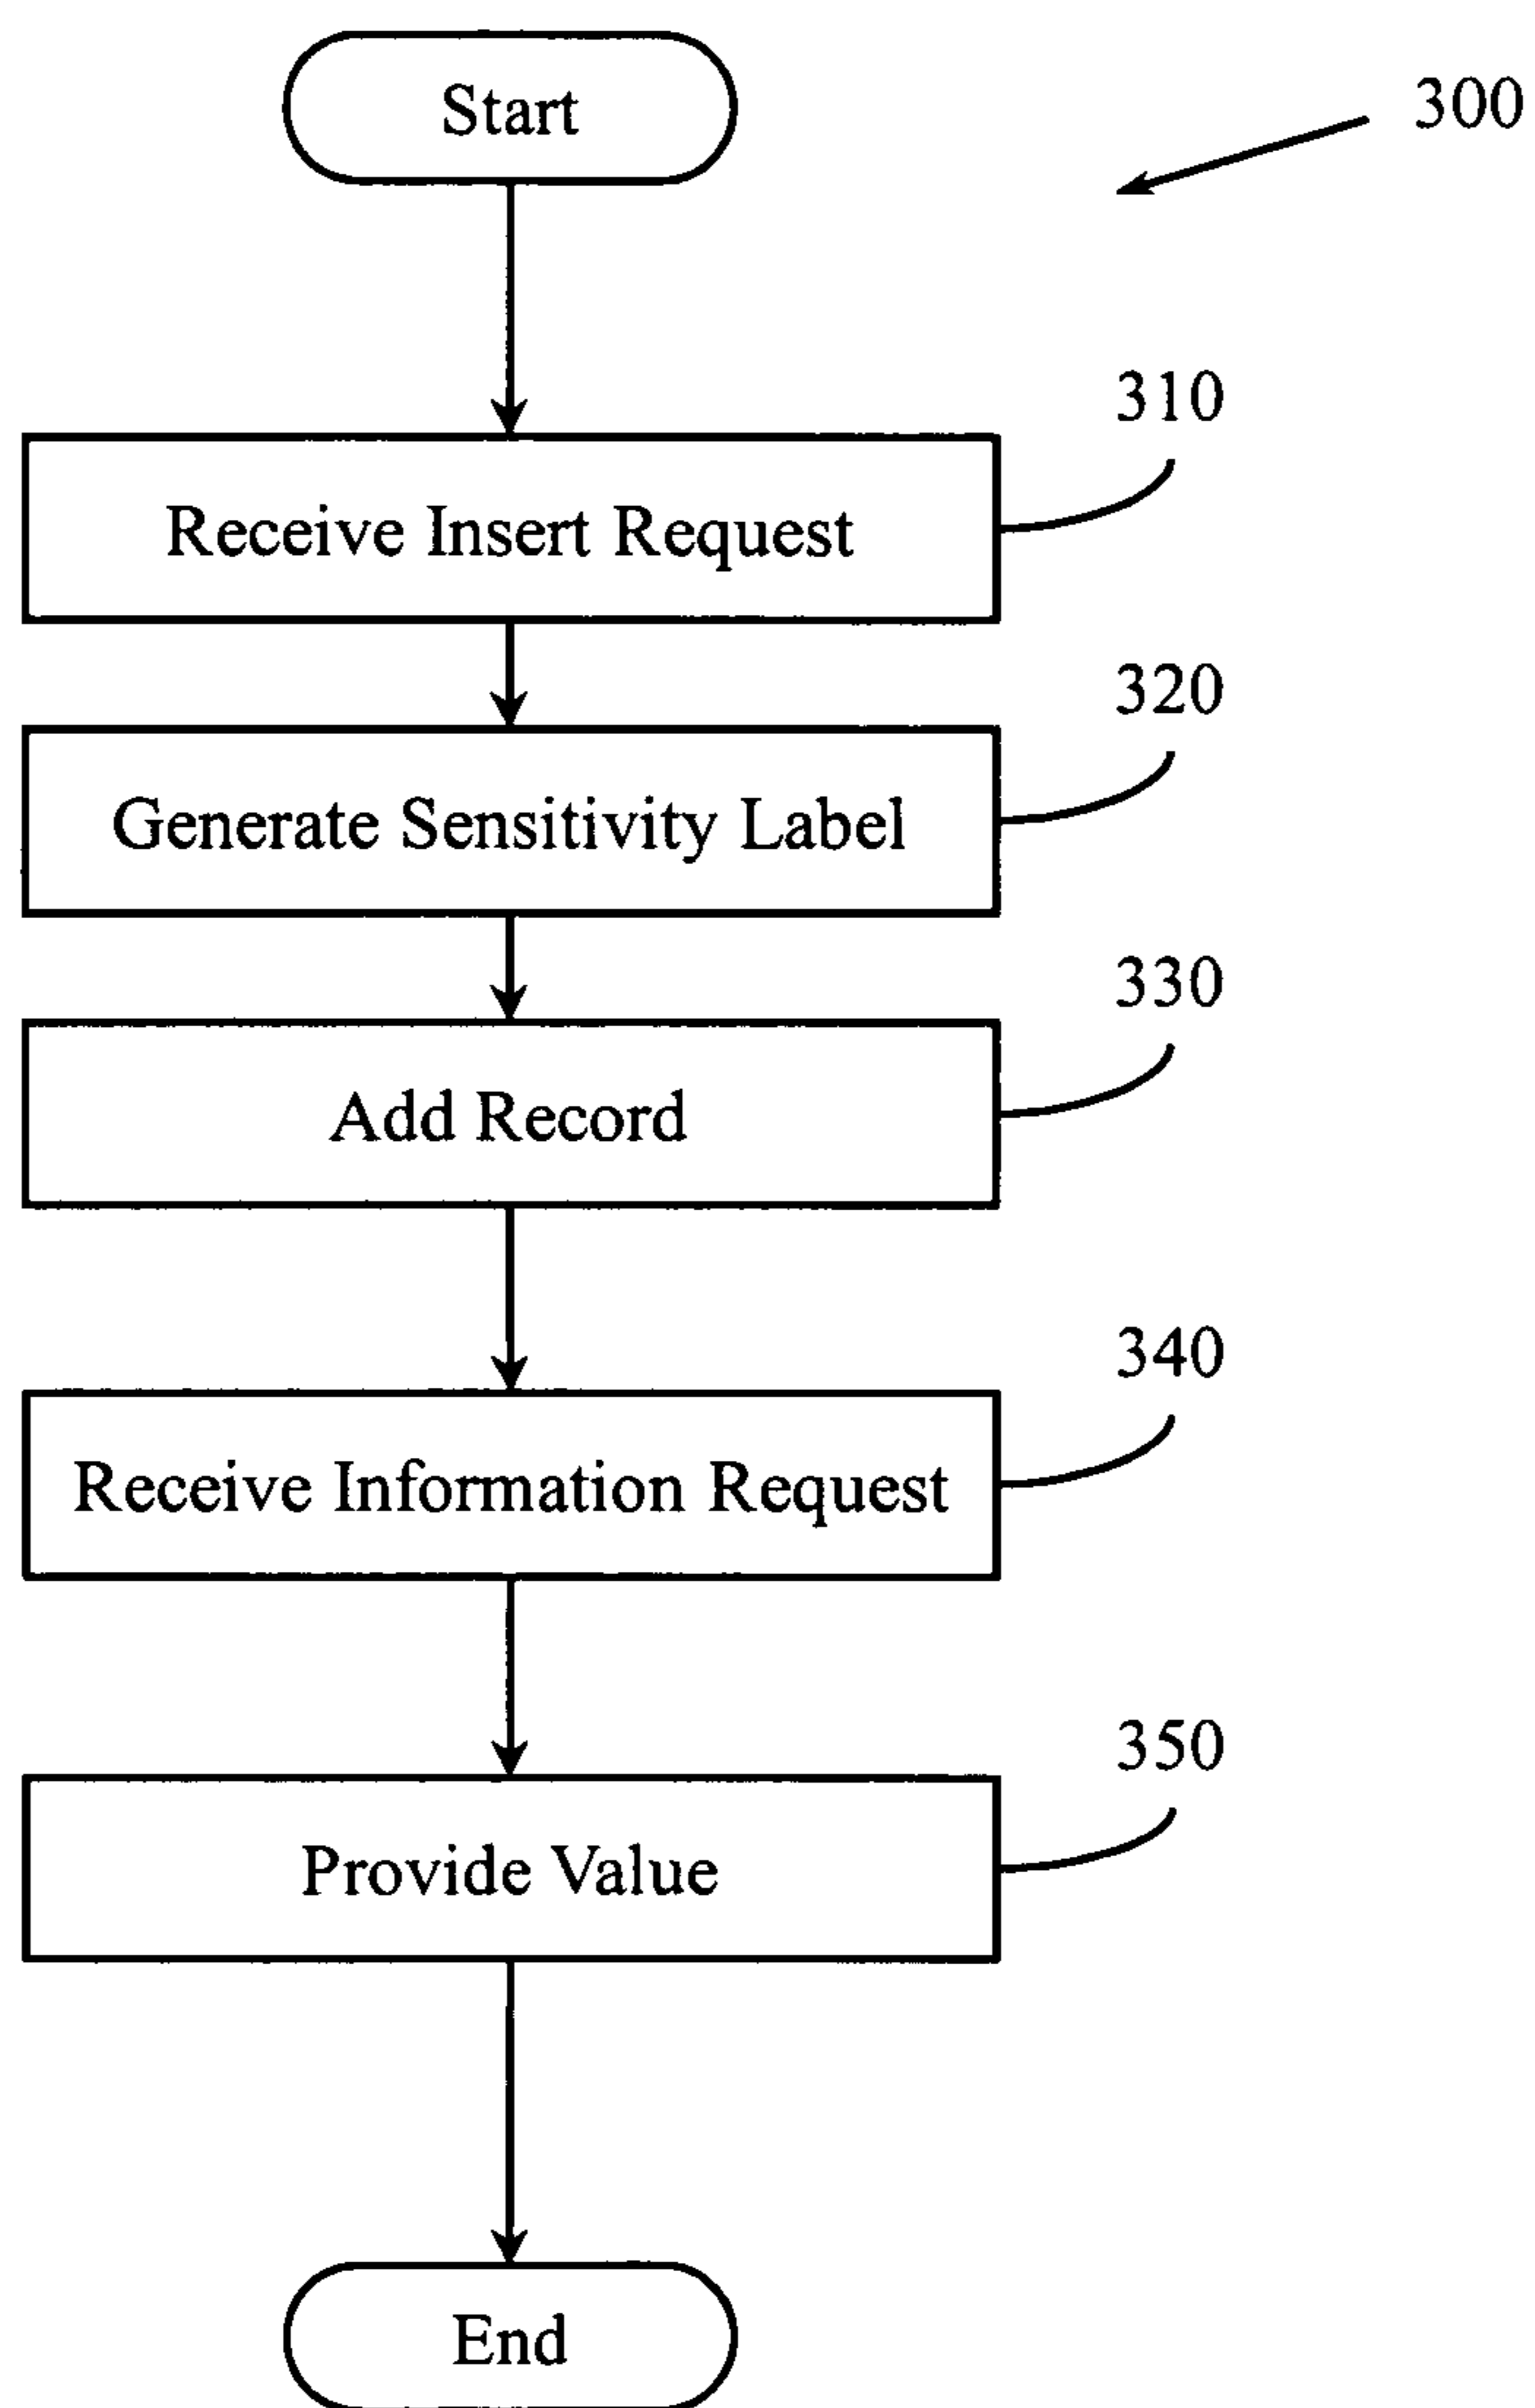 Start
300
310
Receive Insert Request
320
Generate Sensitivity Label
330
Add Record
340
Receive Information Request
350
Provide Value
End